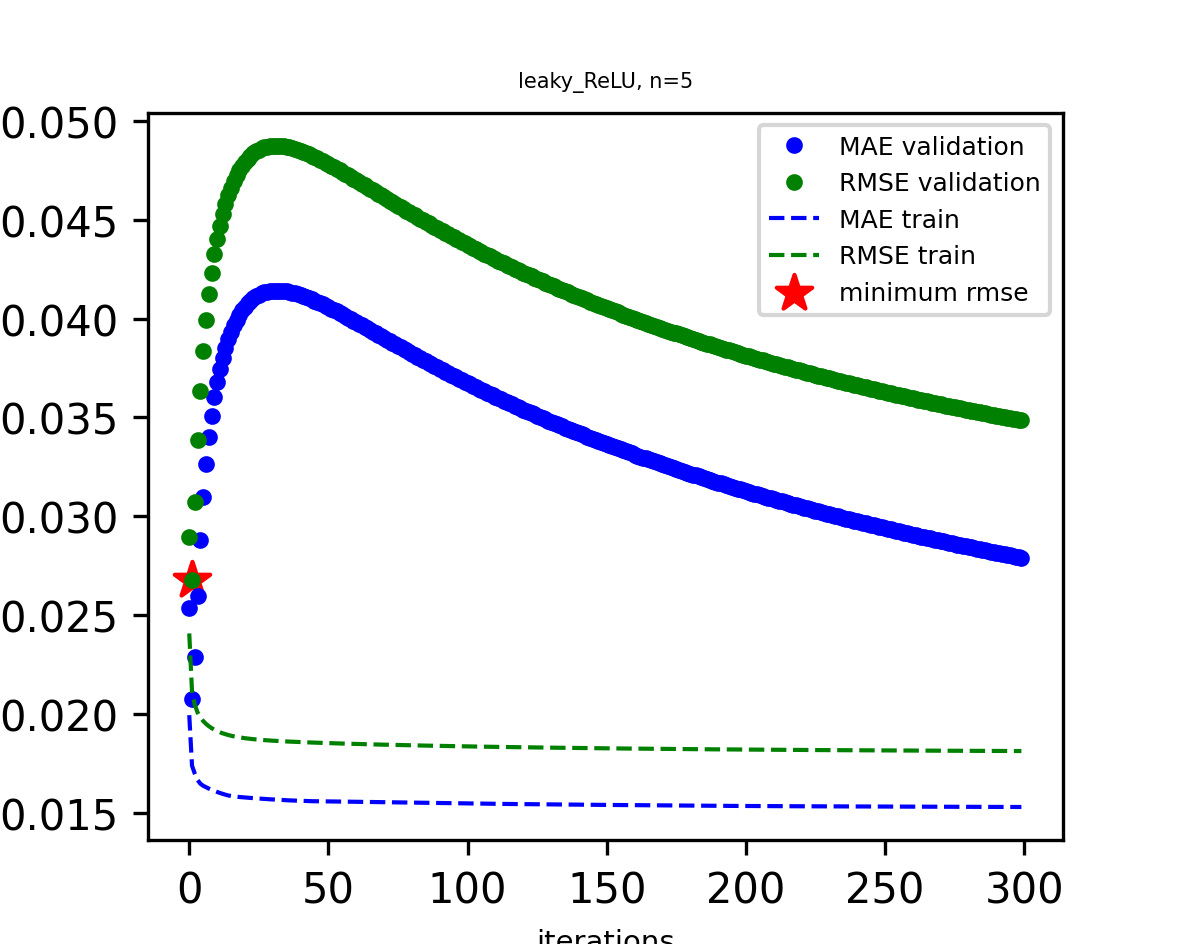 leaky_ReLU, n=5
0.050
0.045
0.040
0.035
0.030
0.025
0.020
0.015
MAE validation
RMSE validation
MAE train
RMSE train
minimum rmse
0 50 100 150 200 250 300
iterations